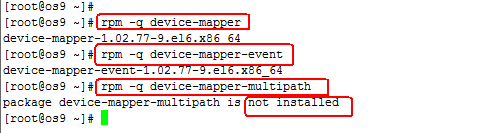 [root@os9 ~]#
[root@os9 ~]# rpm -q device-mapper
device-mapper-1.02.77-9.el6.x86_64
[root@os9 ~]# rpm -q device-mapper-event
device-mapper-event-1.02.77-9.el6.x86_64
[root@os9 ~]# rpm -q device-mapper-multipath
package device-mapper-multipath is not installed
[root@os9 ~]#